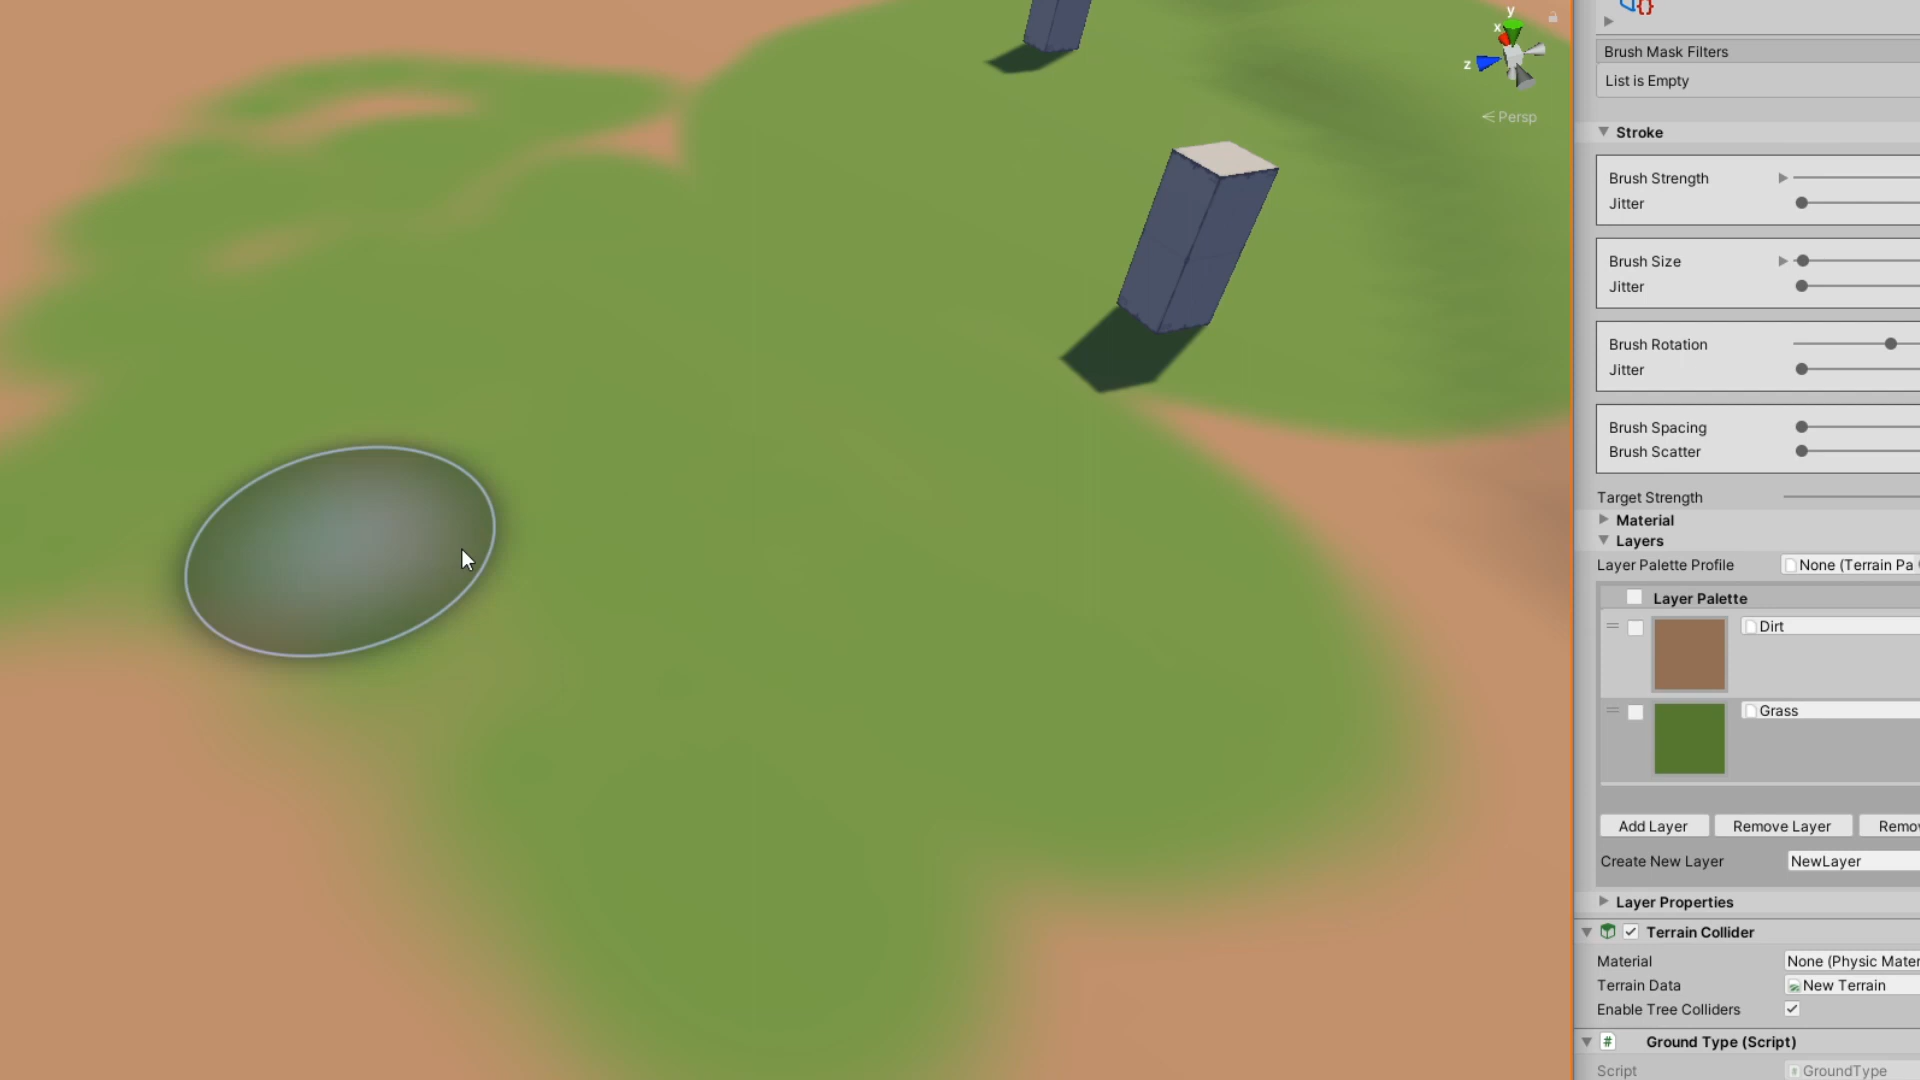 y
x
z
Persp
{}
Brush Mask Filters
List is Empty
Stroke
Brush Strength
Jitter
Brush Size
Jitter
Brush Rotation
Jitter
Brush Spacing
Brush Scatter
Target Strength
Material
Layers
Layer Palette Profile None (Terrain Pa
Layer Palette
Dirt
Grass
Add Layer Remove Layer Remov
Create New Layer NewLayer
Layer Properties
Terrain Collider
Material None (Physic Mater
Terrain Data New Terrain
Enable Tree Colliders
# Ground Type (Script)
Script GroundType